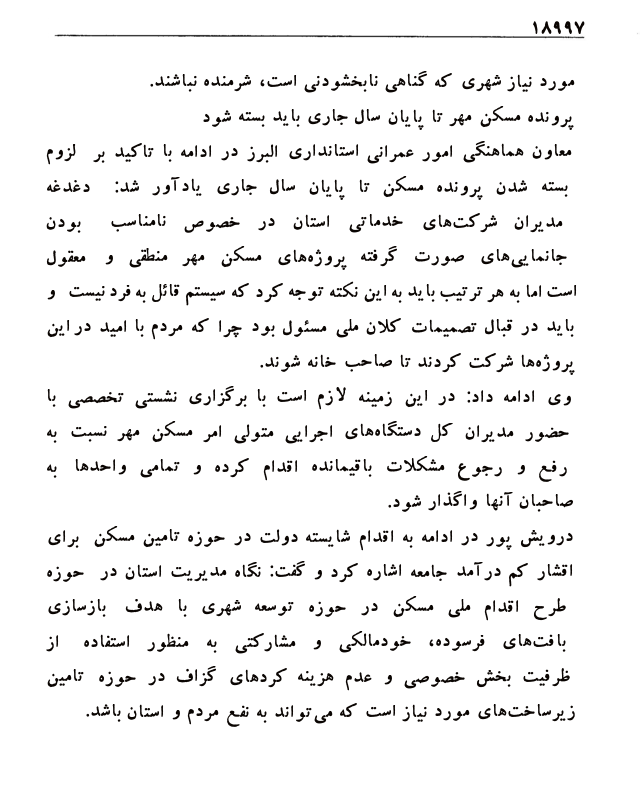 ۱۸۹۹۷
مورد نیاز شهری که گناهی نابخشودنی است، شرمنده نباشند.
پرونده مسکن مهر تا پایان سال جاری باید بسته شود
معاون هماهنگی امور عمرانی استانداری البرز در ادامه با تاکید بر لزوم
بسته شدن پرونده مسکن تا پایان سال جاری یادآور شد: دغدغه
مدیران شرکت‌های خدماتی استان در خصوص نامناسب بودن
جانمایی‌های صورت گرفته پروژه‌های مسکن مهر منطقی و معقول
است اما به هر ترتیب باید به این نکته توجه کرد که سیستم قائل به فرد نیست و
باید در قبال تصمیمات کلان ملی مسئول بود چرا که مردم با امید در این
پروژه‌ها شرکت کردند تا صاحب خانه شوند.
وی ادامه داد: در این زمینه لازم است با برگزاری نشستی تخصصی با
حضور مدیران کل دستگاه‌های اجرایی متولی امر مسکن مهر نسبت به
رفع و رجوع مشکلات باقیمانده اقدام کرده و تمامی واحدها به
صاحبان آنها واگذار شود.
درویش پور در ادامه به اقدام شایسته دولت در حوزه تامین مسکن برای
اقشار کم درآمد جامعه اشاره کرد و گفت: نگاه مدیریت استان در حوزه
طرح اقدام ملی مسکن در حوزه توسعه شهری با هدف بازسازی
بافت‌های فرسوده، خودمالکی و مشارکتی به منظور استفاده از
ظرفیت بخش خصوصی و عدم هزینه کردهای گزاف در حوزه تامین
زیرساخت‌های مورد نیاز است که می‌تواند به نفع مردم و استان باشد.